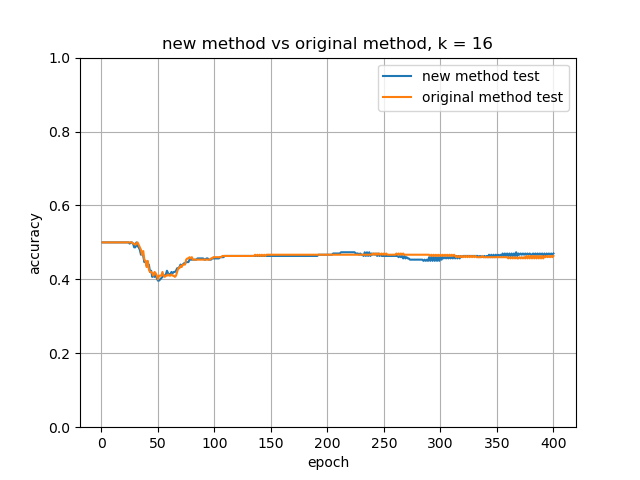 new method vs original method, k = 16
new method test
original method test
1.0
0.8
0.6
0.4
0.2
0.0
accuracy
0 50 100 150 200 250 300 350 400
epoch